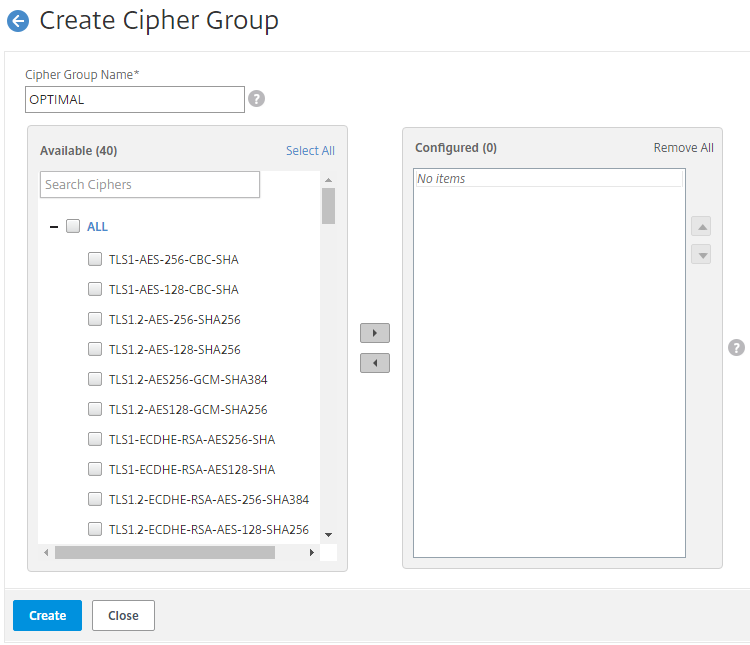 Create Cipher Group
Cipher Group Name*
OPTIMAL
?
Available (40)
Select All
Search Ciphers
ALL
TLS1-AES-256-CBC-SHA
TLS1-AES-128-CBC-SHA
TLS1.2-AES-256-SHA256
TLS1.2-AES-128-SHA256
TLS1.2-AES256-GCM-SHA384
TLS1.2-AES128-GCM-SHA256
TLS1-ECDHE-RSA-AES256-SHA
TLS1-ECDHE-RSA-AES128-SHA
TLS1.2-ECDHE-RSA-AES-256-SHA384
TLS1.2-ECDHE-RSA-AES-128-SHA256
Configured (0)
Remove All
No items
?
Create
Close